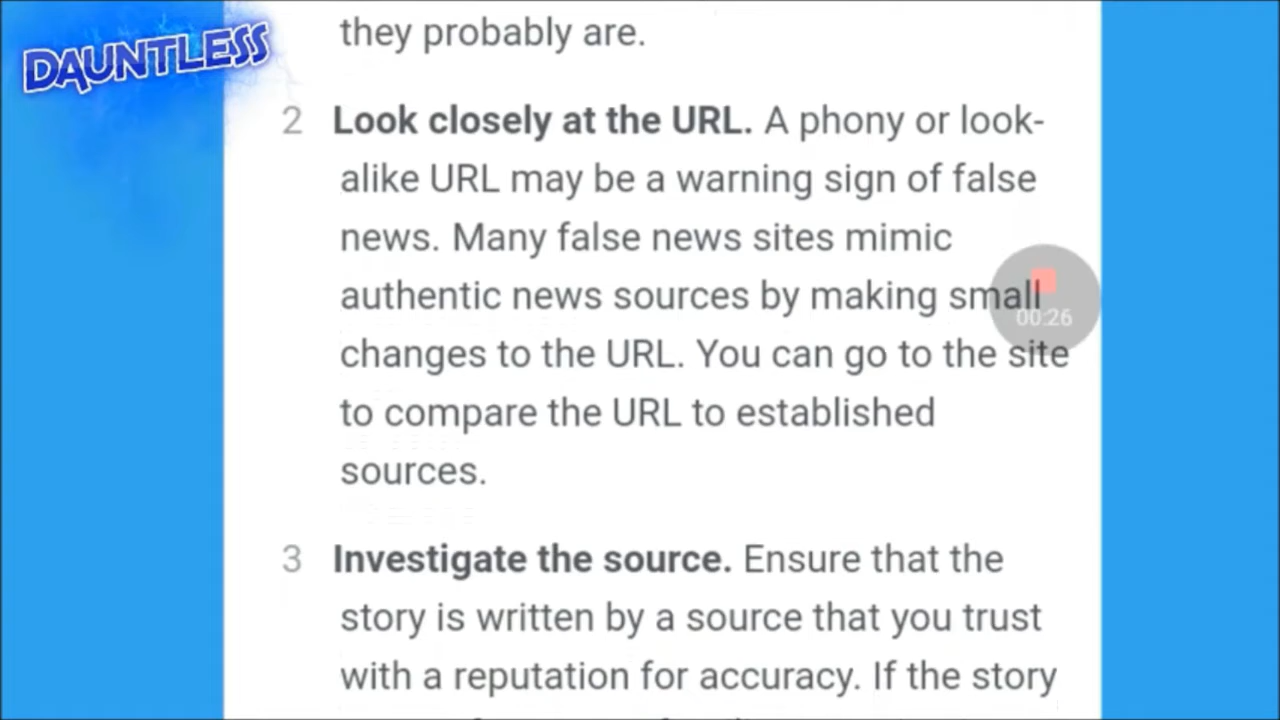 DAUNTLESS
they probably are.
2 Look closely at the URL. A phony or look-
alike URL may be a warning sign of false
news. Many false news sites mimic
authentic news sources by making small
00:26
changes to the URL. You can go to the site
to compare the URL to established
sources.
3 Investigate the source. Ensure that the
story is written by a source that you trust
with a reputation for accuracy. If the story